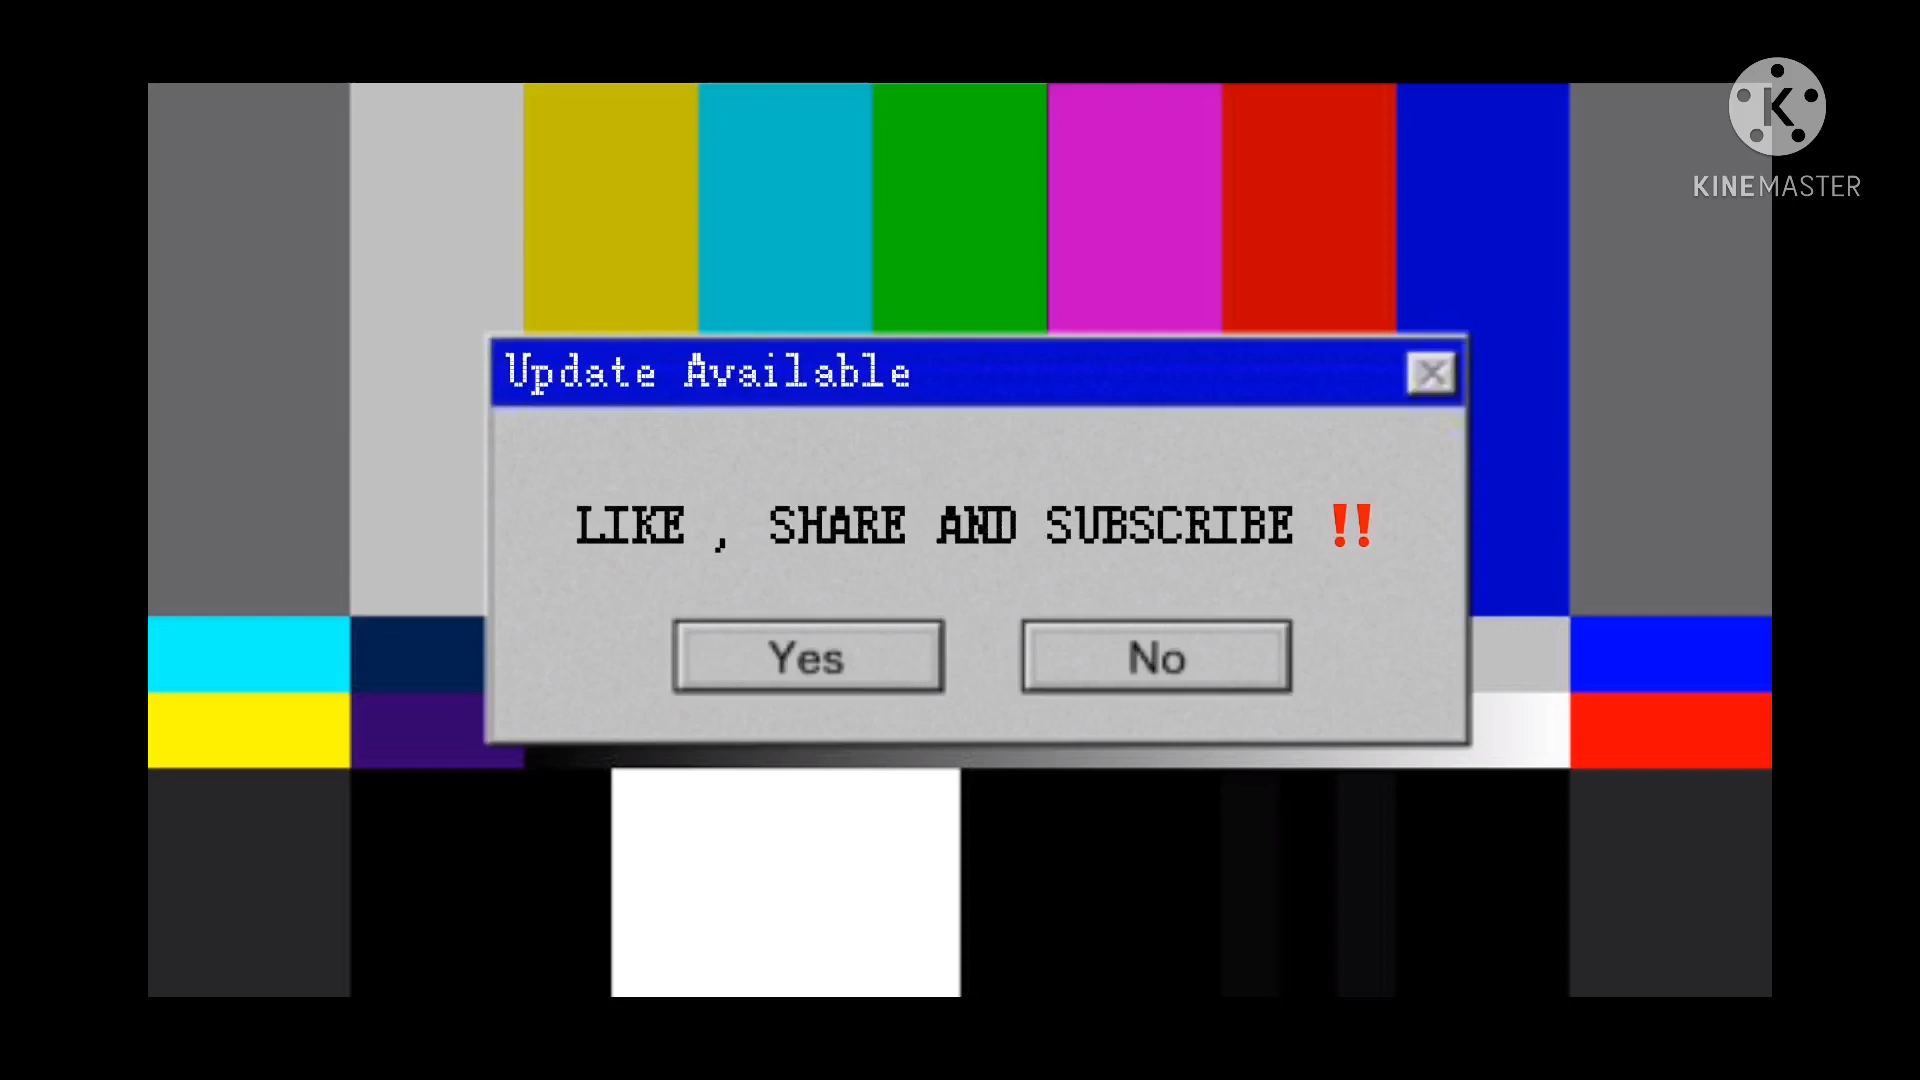 K
KINEMASTER
Update Available
LIKE , SHARE AND SUBSCRIBE ‼
Yes No